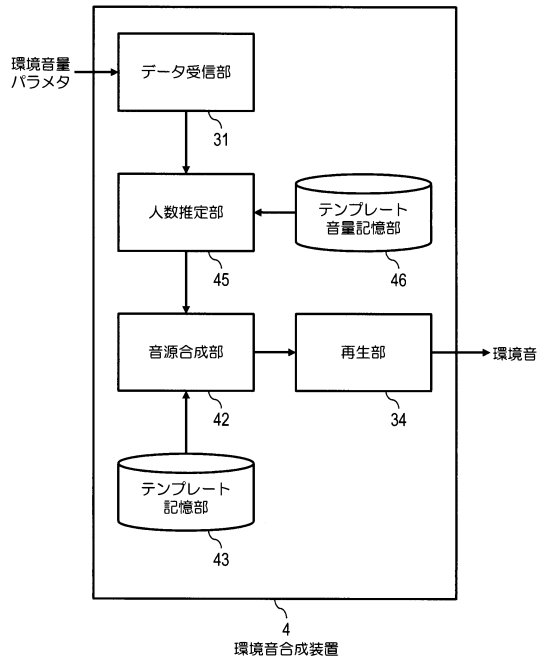 環境音量
パラメタ
データ受信部
31
人数推定部
45
テンプレート
音量記憶部
46
音源合成部
42
再生部
34
環境音
テンプレート
記憶部
43
4
環境音合成装置